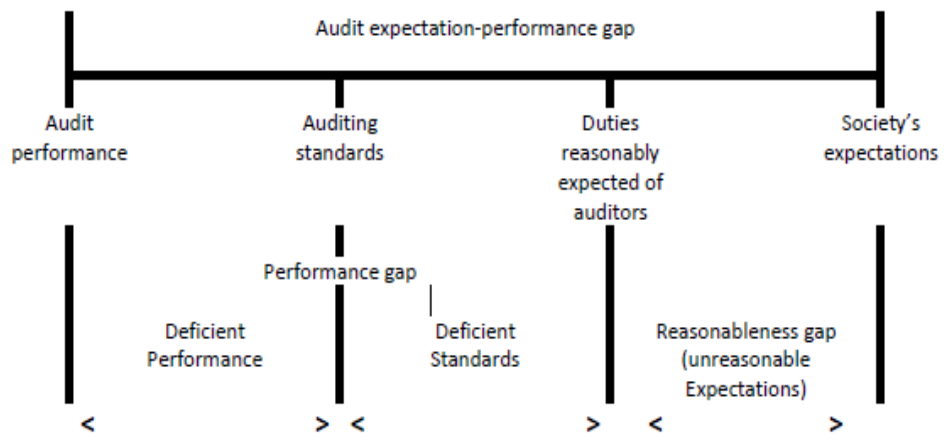 Audit expectation-performance gap
Audit
performance
Auditing
standards
Duties
reasonably
expected of
auditors
Society's
expectations
Performance gap
Deficient
Performance
Deficient
Standards
Reasonableness gap
(unreasonable
Expectations)
< > < > < >